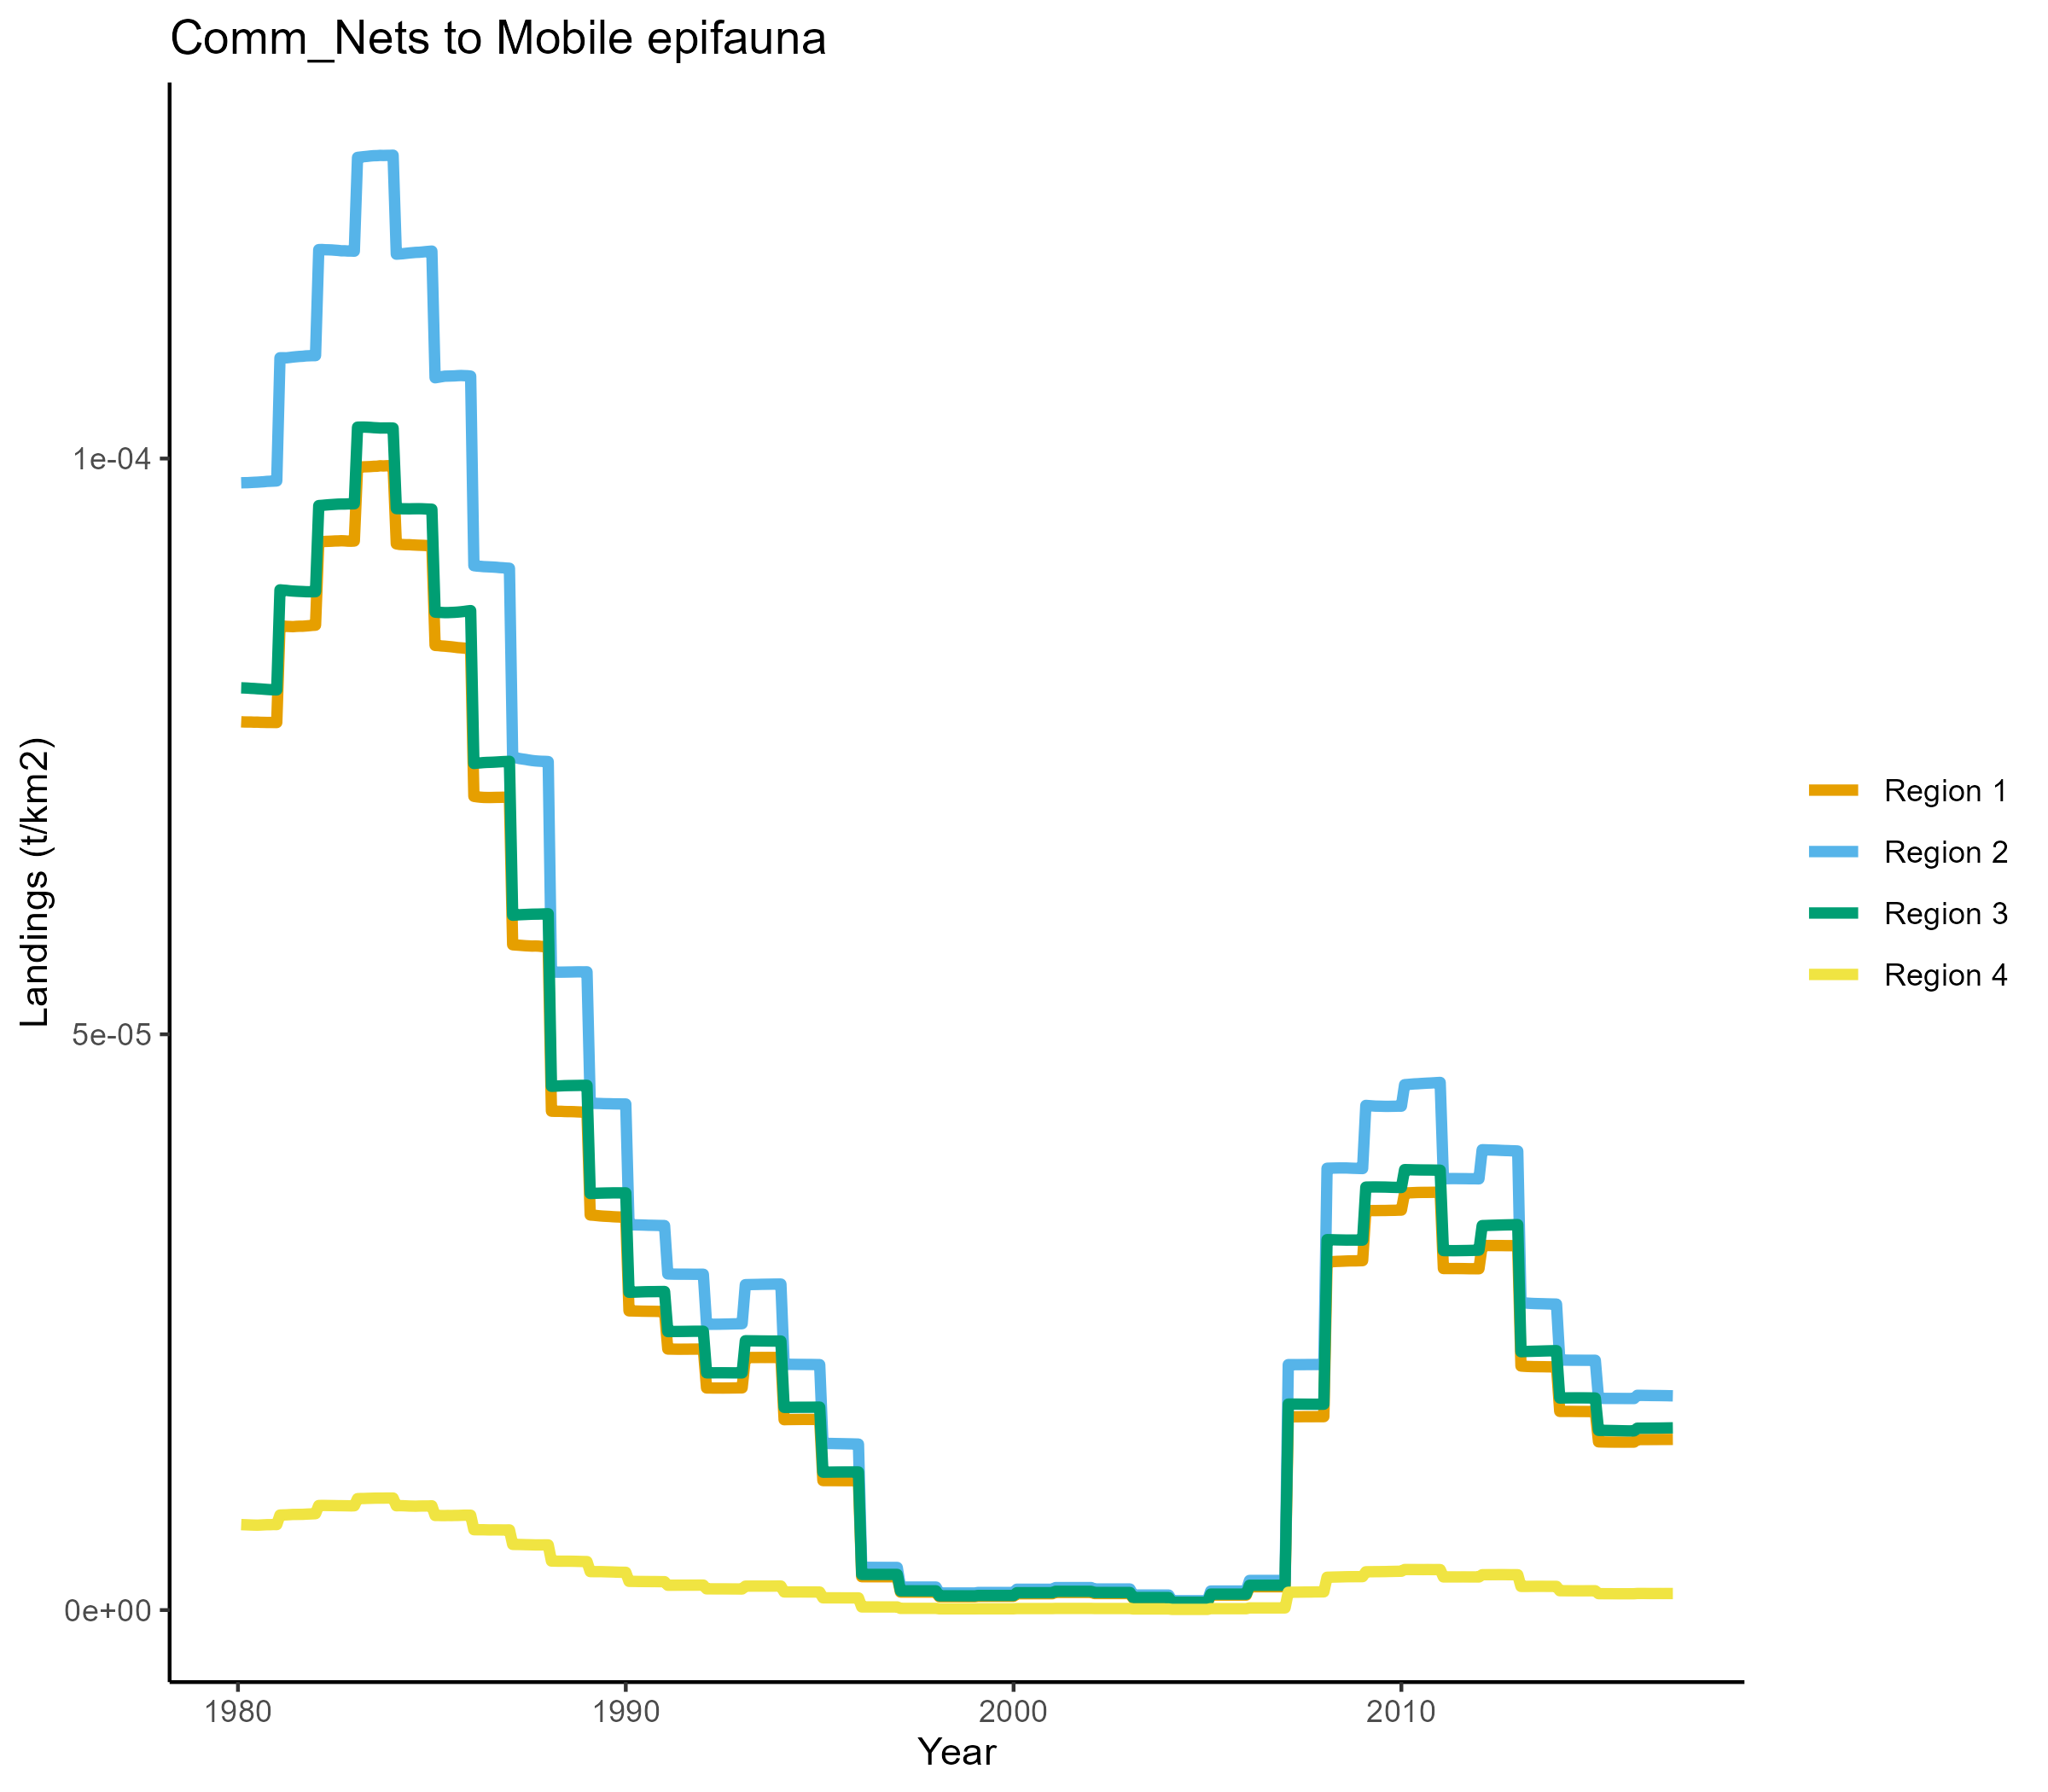 Comm_Nets to Mobile epifauna
Landings (t/km2)
1e-04
5e-05
0e+00
1980
1990
2000
2010
Year
Region 1
Region 2
Region 3
Region 4